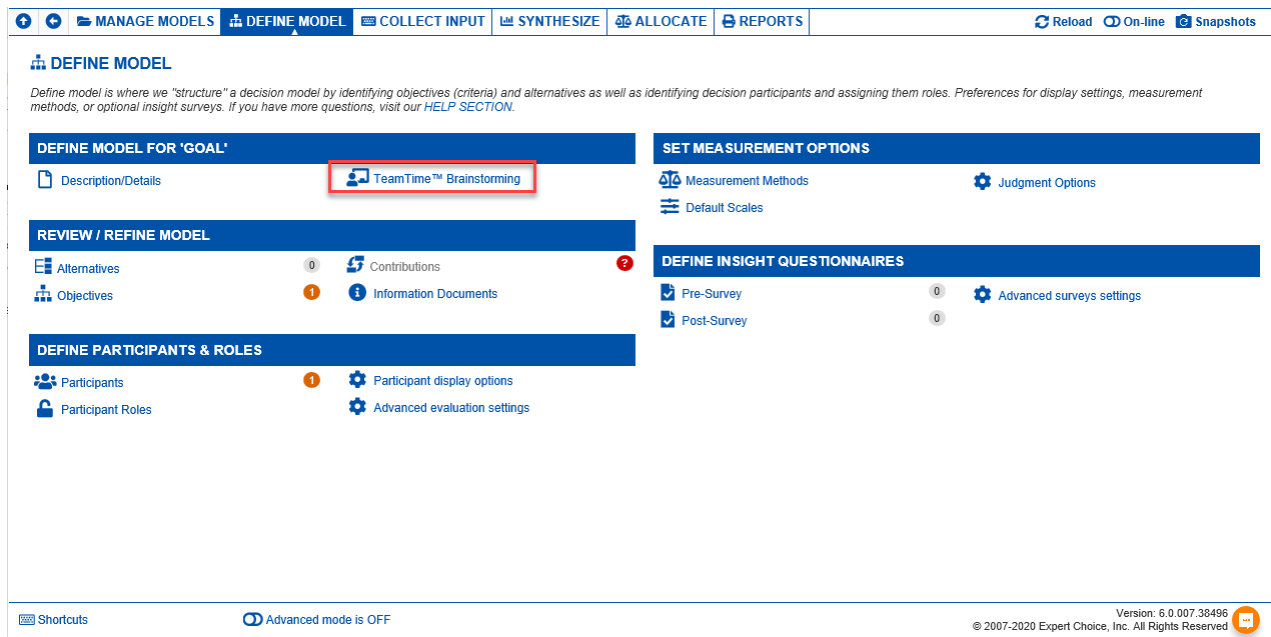 MANAGE MODELS DEFINE MODEL COLLECT INPUT SYNTHESIZE ALLOCATE REPORTS Reload On-line Snapshots
DEFINE MODEL
Define model is where we "structure" a decision model by identifying objectives (criteria) and alternatives as well as identifying decision participants and assigning them roles. Preferences for display settings, measurement
methods, or optional insight surveys. If you have more questions, visit our HELP SECTION.
DEFINE MODEL FOR 'GOAL'
Description/Details TeamTime™ Brainstorming
REVIEW / REFINE MODEL
Alternatives 0 Contributions ?
Objectives 1 Information Documents
DEFINE PARTICIPANTS & ROLES
Participants 1 Participant display options
Participant Roles Advanced evaluation settings
SET MEASUREMENT OPTIONS
Measurement Methods Judgment Options
Default Scales
DEFINE INSIGHT QUESTIONNAIRES
Pre-Survey 0 Advanced surveys settings
Post-Survey 0
Shortcuts Advanced mode is OFF
Version: 6.0.007.38496
© 2007-2020 Expert Choice, Inc. All Rights Reserved